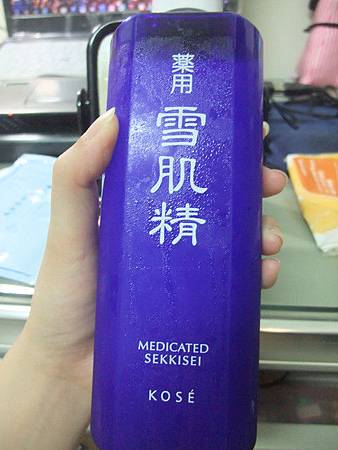 薬用
雪肌精
MEDICATED
SEKKISEI
KOSÉ